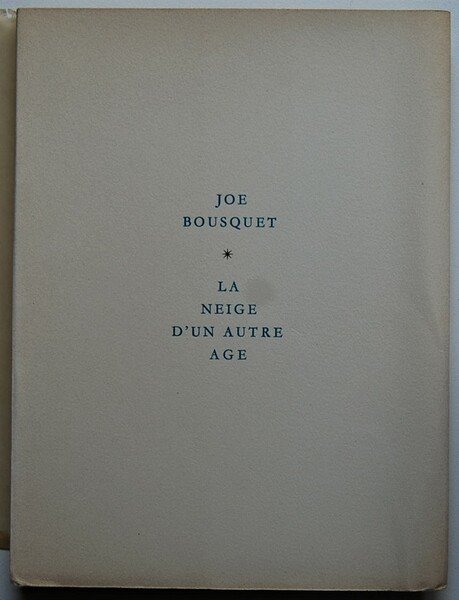 JOE
BOUSQUET
*
LA
NEIGE
D'UN AUTRE
AGE